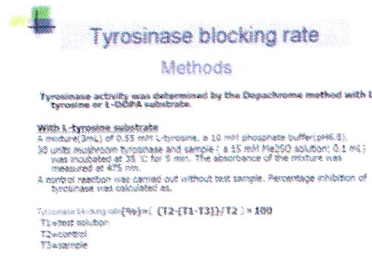 Tyrosinase blocking rate
Methods
Tyrosinase activity was determined by the Dopachrome method with l
tyrosine or L-DOPA substrate.
With L-tyrosine substrate
A mixture(3mL) of 0.55 mM L-tyrosine, a 10 mM phosphate buffer(pH6.8),
30 units mushroom tyrosinase and sample ( a 15 mM Me2SO solution; 0.1 mL)
was incubated at 35 ℃ for 5 min. The absorbance of the mixture was
measured at 475 nm.
A control reaction was carried out without test sample. Percentage inhibition of
tyrosinase was calculated as,
Tyrosinase blocking rate(%)=( {T2-(T1-T3)}/T2 ) × 100
T1=test solution
T2=control
T3=sample